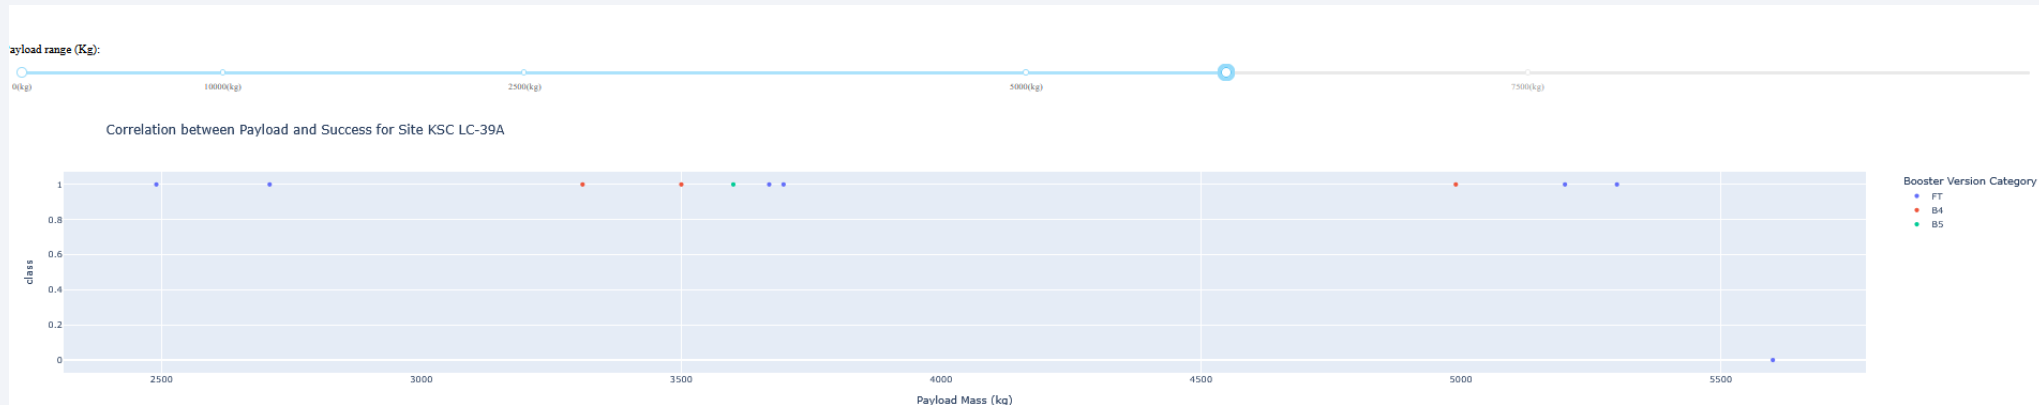 ayload range (Kg):
0(kg) 10000(kg) 2500(kg) 5000(kg) 7500(kg)
Correlation between Payload and Success for Site KSC LC-39A
Booster Version Category
FT
B4
B5
1
0.8
0.6
0.4
0.2
0
class
2500 3000 3500 4000 4500 5000 5500
Payload Mass (kg)